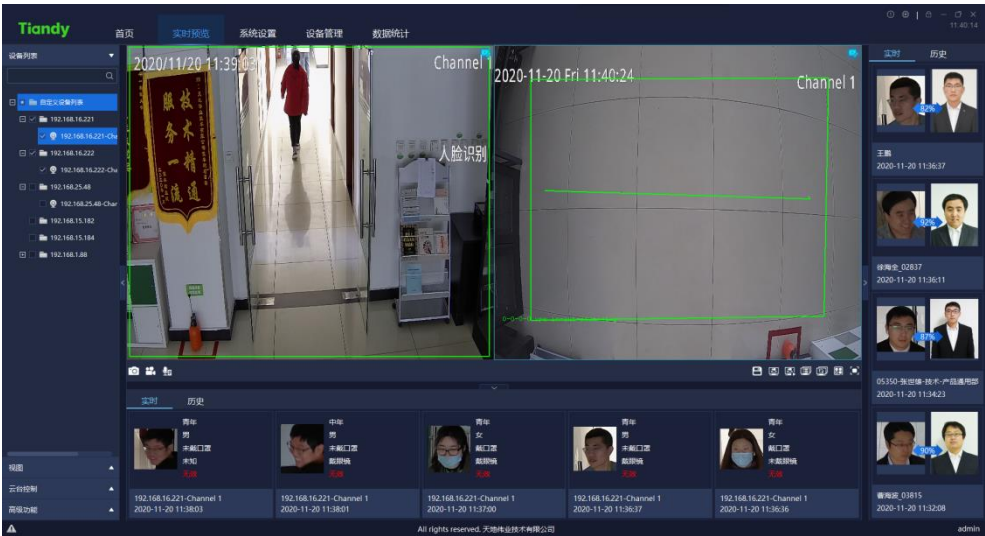 Tiandy
首页 实时预览 系统设置 设备管理 数据统计
11:40:14
设备列表
自定义设备列表
192.168.16.221
192.168.16.221-Cha
192.168.16.222
192.168.16.222-Cha
192.168.25.48
192.168.25.48-Char
192.168.15.182
192.168.15.184
192.168.1.88
视图
云台控制
高级功能
2020/11/20 11:39:03
Channel 1
人脸识别
技术精通
服务一流
2020-11-20 Fri 11:40:24
Channel 1
实时 历史
青年
男
未戴口罩
未知
192.168.16.221-Channel 1
2020-11-20 11:38:03
中年
男
未戴口罩
戴眼镜
192.168.16.221-Channel 1
2020-11-20 11:38:01
青年
女
未戴口罩
戴眼镜
192.168.16.221-Channel 1
2020-11-20 11:37:00
青年
男
未戴口罩
戴眼镜
192.168.16.221-Channel 1
2020-11-20 11:36:37
青年
女
未戴口罩
未戴眼镜
192.168.16.221-Channel 1
2020-11-20 11:36:36
实时 历史
82%
王鹏
2020-11-20 11:36:37
92%
徐海全_02837
2020-11-20 11:36:11
87%
05350-张世雄-技术-产品通用部
2020-11-20 11:34:23
90%
2020-11-20 11:32:08
All rights reserved. 天地伟业技术有限公司
admin